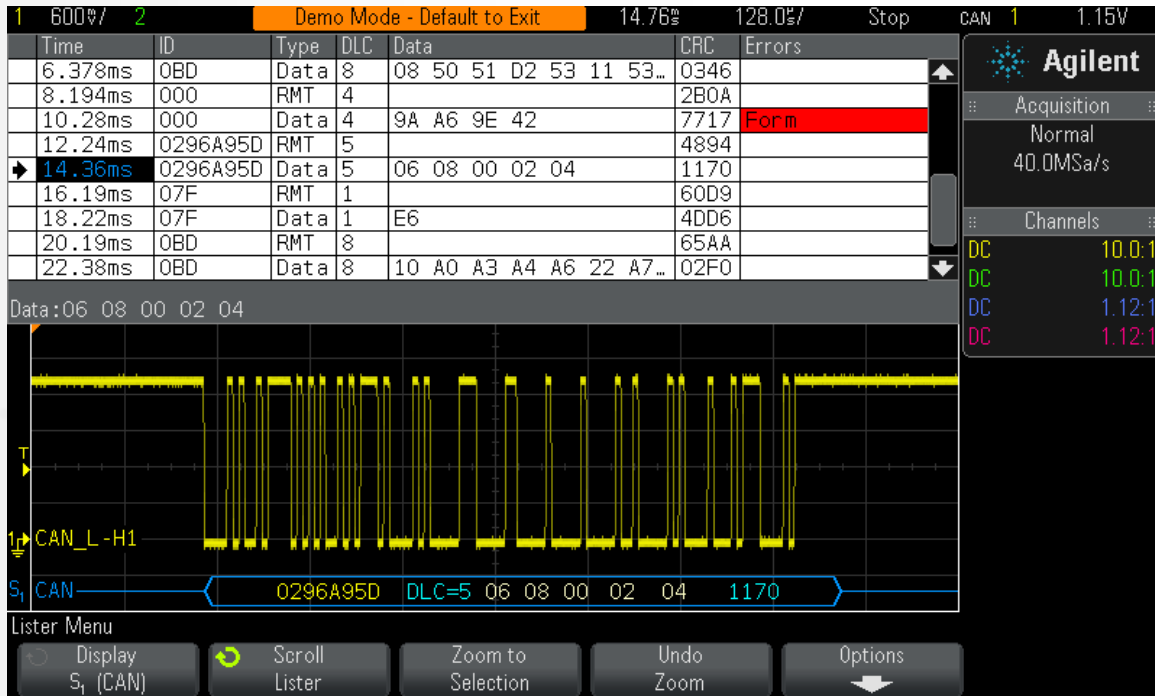 1 600mV/ 2 Demo Mode - Default to Exit 14.76ms 128.0us/ Stop CAN 1 1.15V
Time ID Type DLC Data CRC Errors
6.378ms 0BD Data 8 08 50 51 D2 53 11 53… 0346
8.194ms 000 RMT 4 2B0A
10.28ms 000 Data 4 9A A6 9E 42 7717 Form
12.24ms 0296A95D RMT 5 4894
14.36ms 0296A95D Data 5 06 08 00 02 04 1170
16.19ms 07F RMT 1 60D9
18.22ms 07F Data 1 E6 4DD6
20.19ms 0BD RMT 8 65AA
22.38ms 0BD Data 8 10 A0 A3 A4 A6 22 A7… 02F0
Data:06 08 00 02 04
T
1 CAN_L-H1
S1 CAN 0296A95D DLC=5 06 08 00 02 04 1170
Agilent
Acquisition
Normal
40.0MSa/s
Channels
DC 10.0:1
DC 10.0:1
DC 1.12:1
DC 1.12:1
Lister Menu
Display
S1 (CAN)
Scroll
Lister
Zoom to
Selection
Undo
Zoom
Options